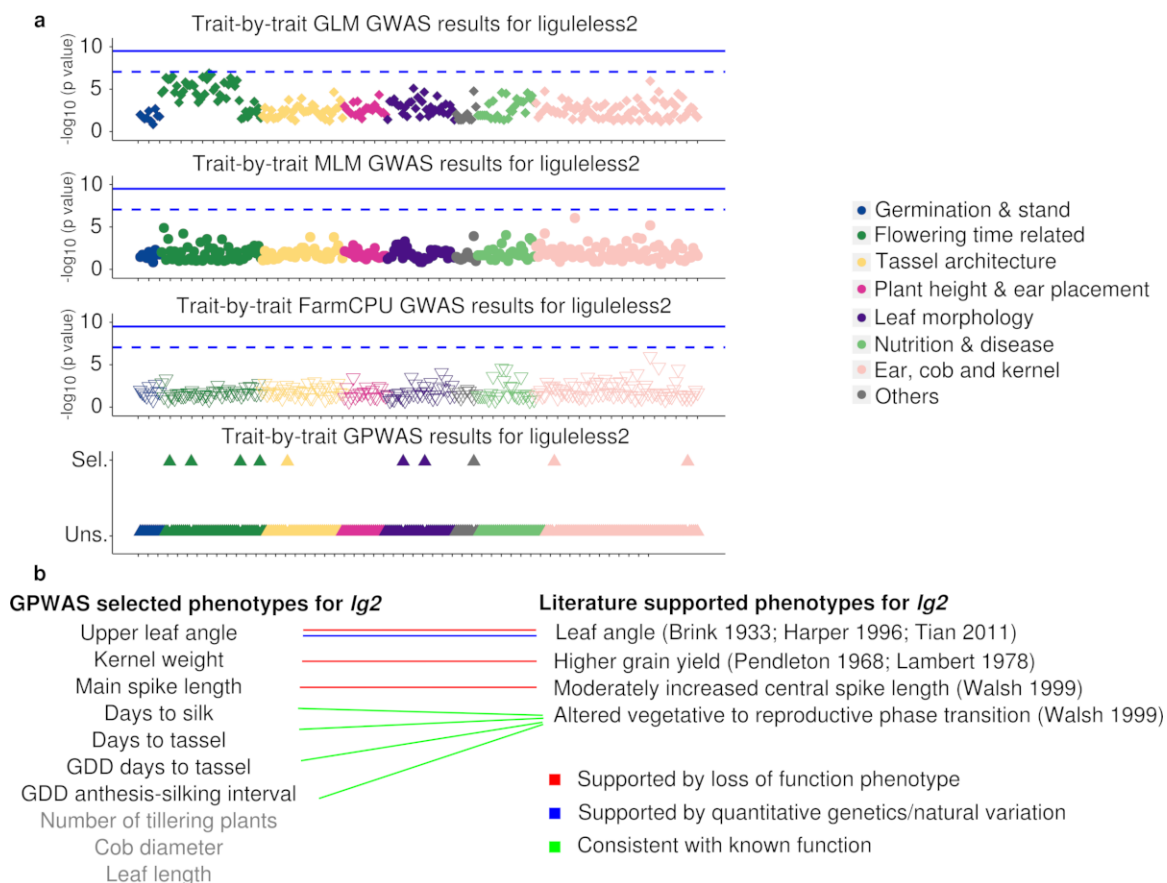 a
Trait-by-trait GLM GWAS results for liguleless2
-log10 (p value)
10
5
0
Trait-by-trait MLM GWAS results for liguleless2
-log10 (p value)
10
5
0
Trait-by-trait FarmCPU GWAS results for liguleless2
-log10 (p value)
10
5
0
Trait-by-trait GPWAS results for liguleless2
Sel.
Uns.
Germination & stand
Flowering time related
Tassel architecture
Plant height & ear placement
Leaf morphology
Nutrition & disease
Ear, cob and kernel
Others
b
GPWAS selected phenotypes for lg2
Upper leaf angle
Kernel weight
Main spike length
Days to silk
Days to tassel
GDD days to tassel
GDD anthesis-silking interval
Number of tillering plants
Cob diameter
Leaf length
Literature supported phenotypes for lg2
Leaf angle (Brink 1933; Harper 1996; Tian 2011)
Higher grain yield (Pendleton 1968; Lambert 1978)
Moderately increased central spike length (Walsh 1999)
Altered vegetative to reproductive phase transition (Walsh 1999)
Supported by loss of function phenotype
Supported by quantitative genetics/natural variation
Consistent with known function